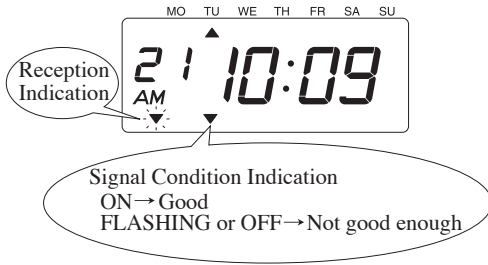 MO TU WE TH FR SA SU
21 10:09
AM
Reception
Indication
Signal Condition Indication
ON→Good
FLASHING or OFF→Not good enough